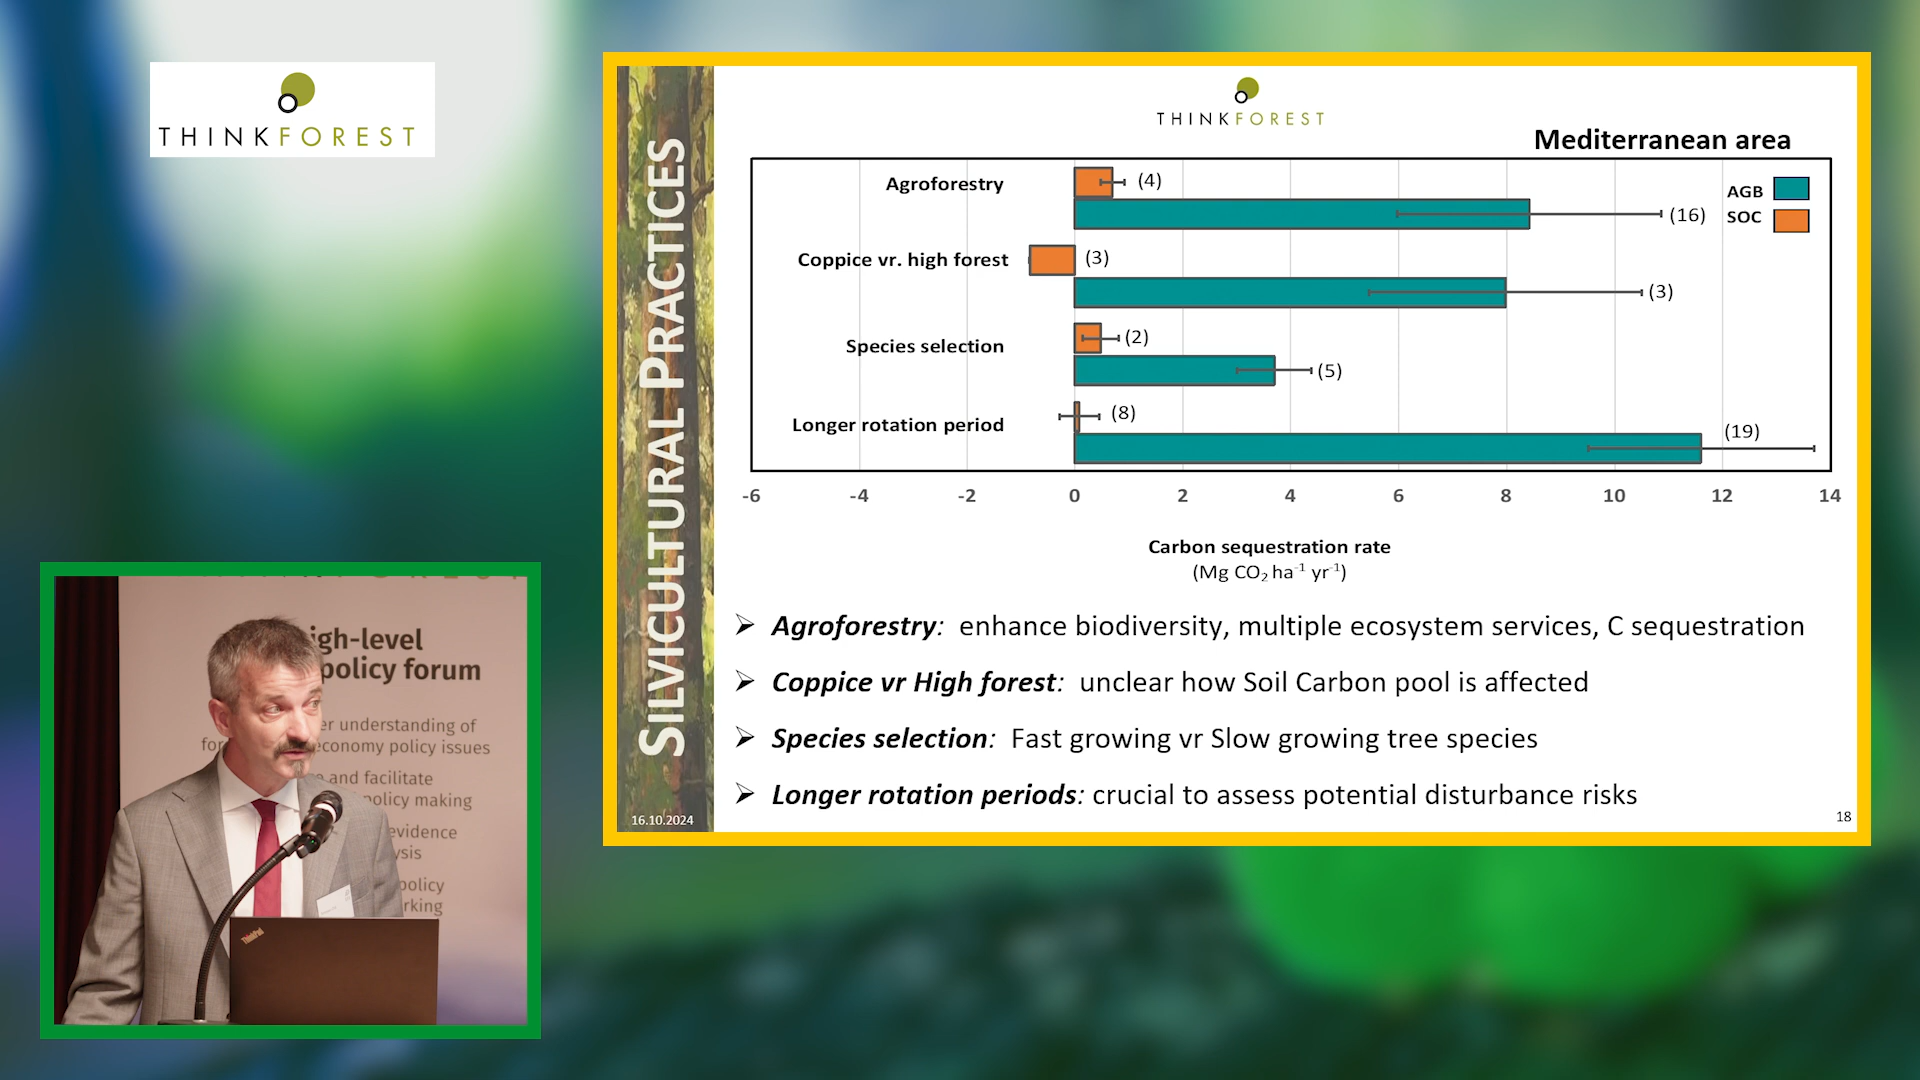 THINKFOREST
THINKFOREST
SILVICULTURAL PRACTICES
Mediterranean area
Agroforestry
(4)
(16)
AGB
SOC
Coppice vr. high forest
(3)
(3)
Species selection
(2)
(5)
Longer rotation period
(8)
(19)
-6 -4 -2 0 2 4 6 8 10 12 14
Carbon sequestration rate
(Mg CO₂ ha⁻¹ yr⁻¹)
➢ Agroforestry: enhance biodiversity, multiple ecosystem services, C sequestration
➢ Coppice vr High forest: unclear how Soil Carbon pool is affected
➢ Species selection: Fast growing vr Slow growing tree species
➢ Longer rotation periods: crucial to assess potential disturbance risks
16.10.2024
18
igh-level
policy forum
er understanding of
for economy policy issues
and facilitate
policy making
evidence
ysis
policy
rking
ThinkPad